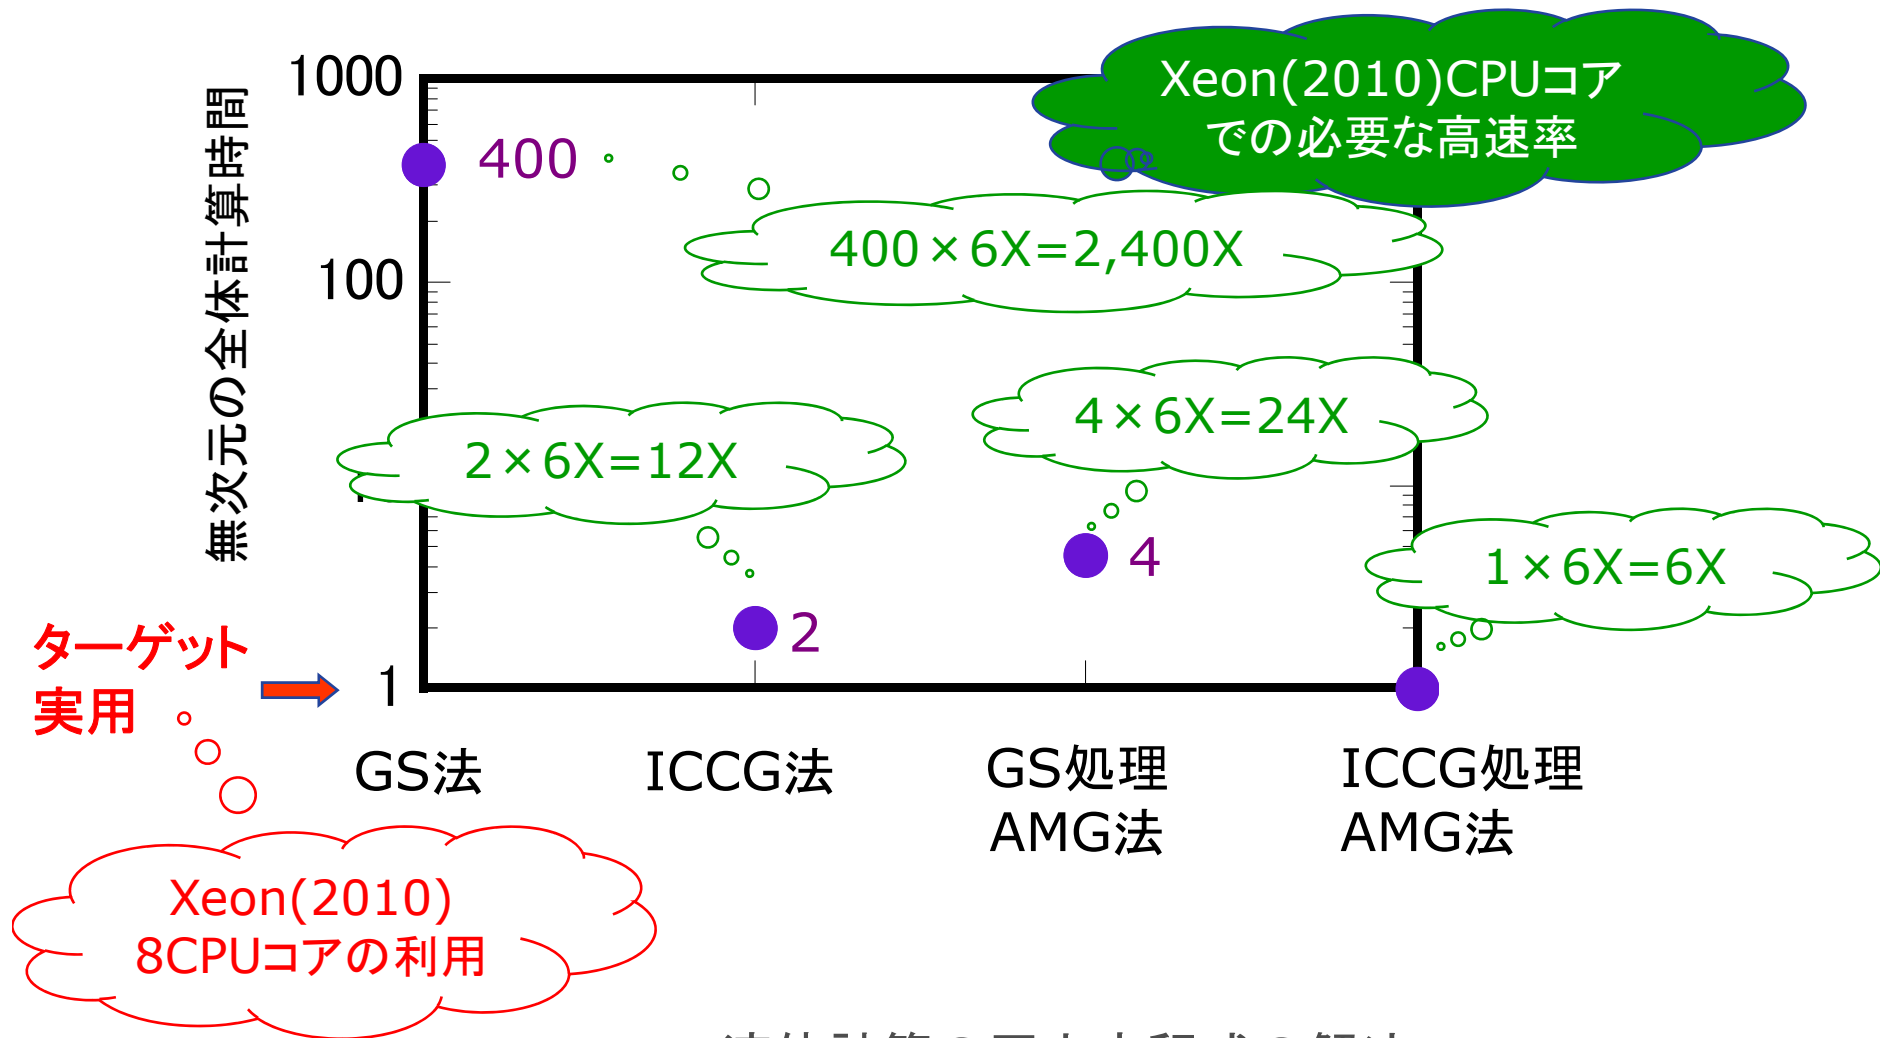 1000
Xeon(2010)CPUコア
での必要な高速率
400
400×6X=2,400X
100
無次元の全体計算時間
4×6X=24X
2×6X=12X
4
1×6X=6X
2
ターゲット
実用
1
GS法
ICCG法
GS処理
AMG法
ICCG処理
AMG法
Xeon(2010)
8CPUコアの利用